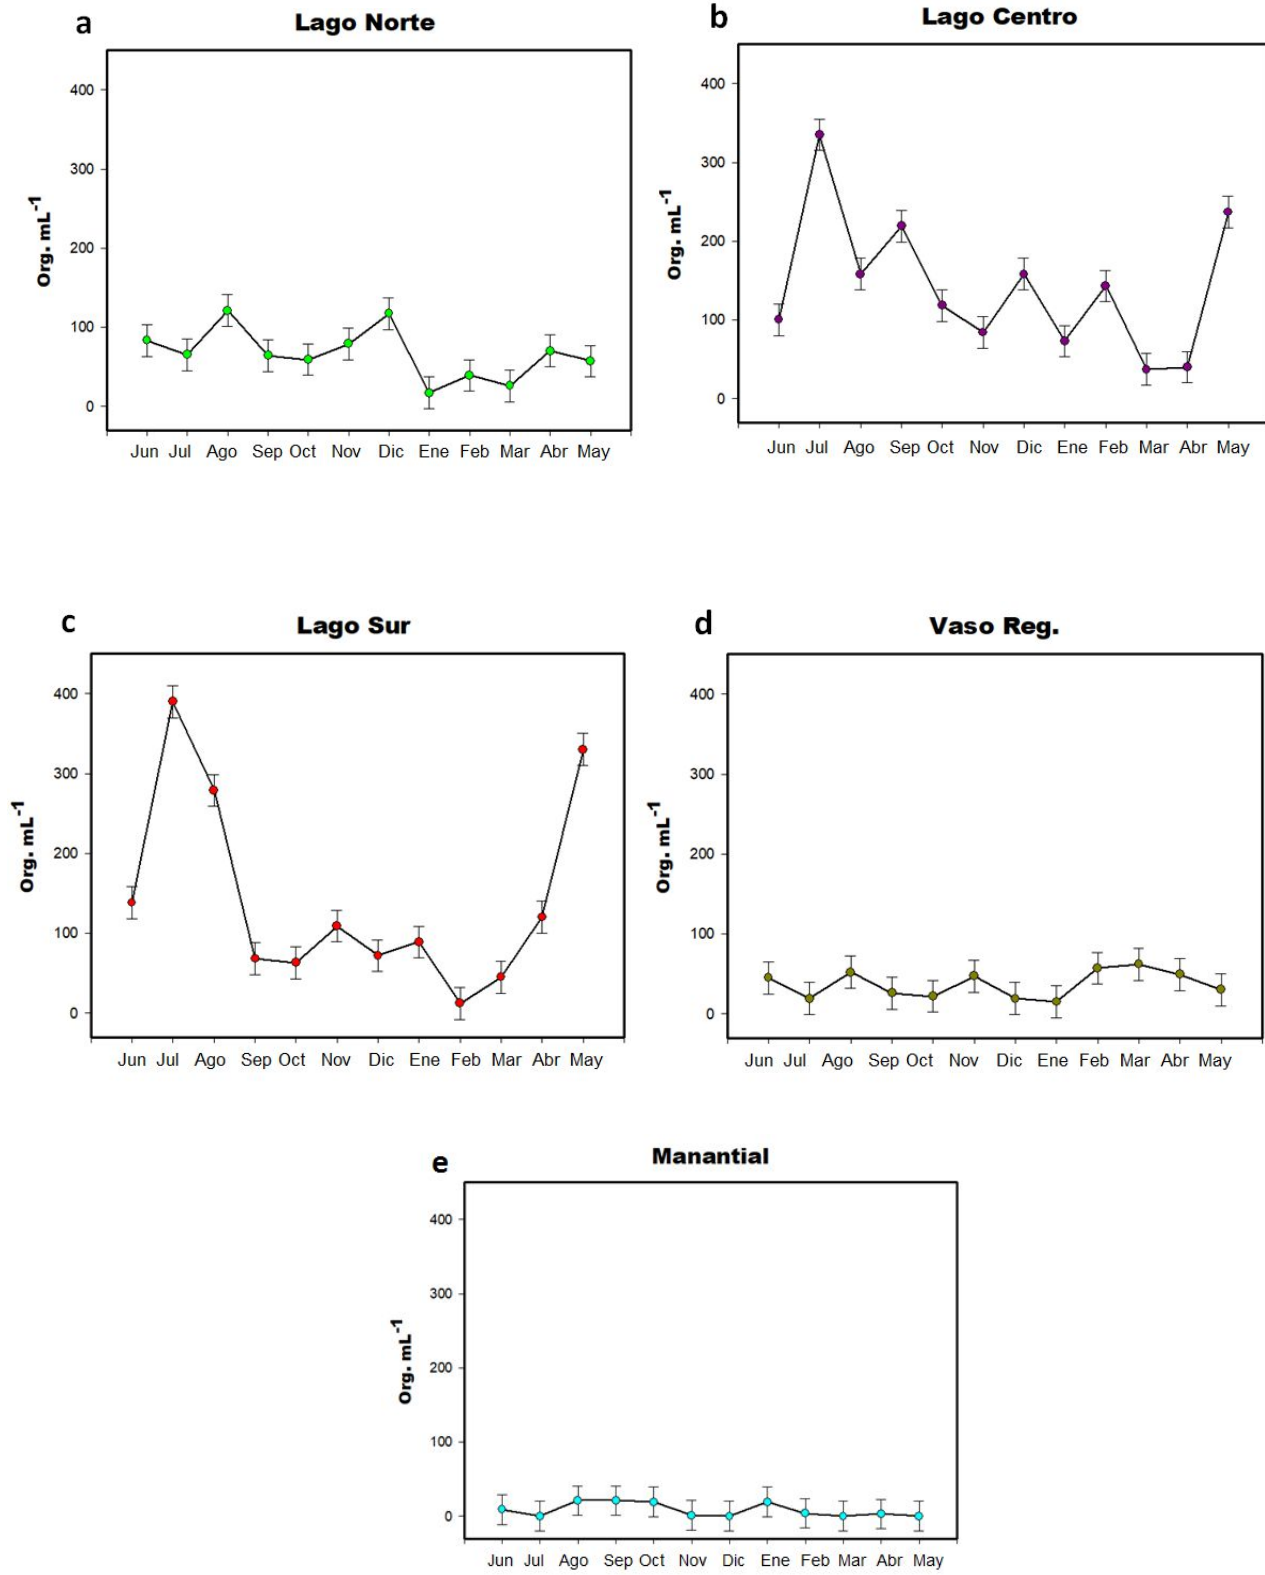 a
Lago Norte
400
300
200
100
0
Org. mL-1
Jun Jul Ago Sep Oct Nov Dic Ene Feb Mar Abr May
b
Lago Centro
400
300
200
100
0
Org. mL-1
Jun Jul Ago Sep Oct Nov Dic Ene Feb Mar Abr May
c
Lago Sur
400
300
200
100
0
Org. mL-1
Jun Jul Ago Sep Oct Nov Dic Ene Feb Mar Abr May
d
Vaso Reg.
400
300
200
100
0
Org. mL-1
Jun Jul Ago Sep Oct Nov Dic Ene Feb Mar Abr May
e
Manantial
400
300
200
100
0
Org. mL-1
Jun Jul Ago Sep Oct Nov Dic Ene Feb Mar Abr May